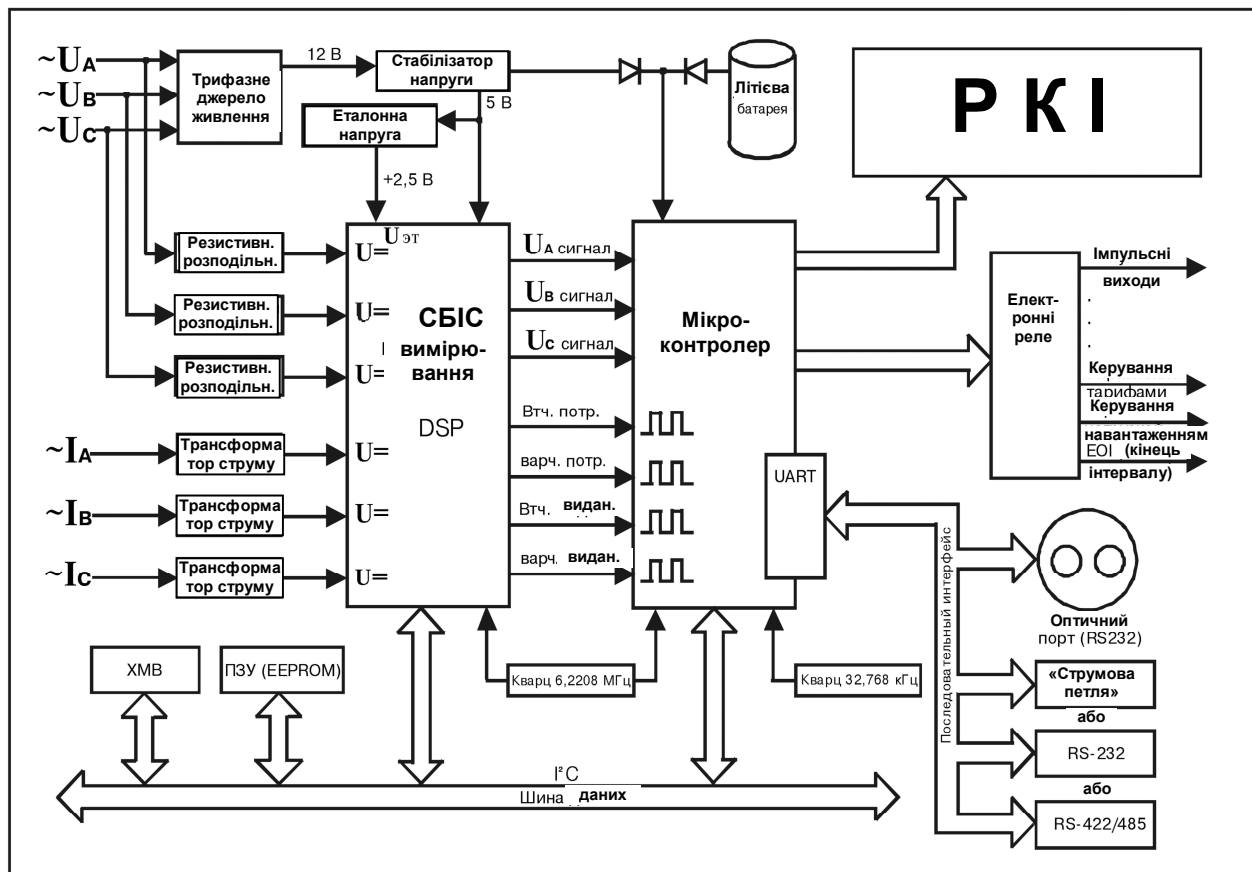 ~UA
~UB
~UC
Трифазне
джерело
живлення
12 В
Стабілізатор
напруги
5 В
Еталонна
напруга
+2,5 В
Літієва
батарея
Р К І
Резистивн.
розподільн.
Резистивн.
розподільн.
Резистивн.
розподільн.
~IA
Трансформа
тор струму
~IB
Трансформа
тор струму
~IC
Трансформа
тор струму
Uэт
U=
U=
U=
U=
U=
U=
СБІС
вимірю-
вання
DSP
UA сигнал
UB сигнал
UC сигнал
Втч. потр.
варч. потр.
Втч. видан.
варч. видан.
Мікро-
контролер
UART
Елект-
ронні
реле
Імпульсні
виходи
.
.
.
Керування
тарифами
Керування
навантаженням
EOI (кінець
інтервалу)
Последовательный интерфейс
Оптичний
порт (RS232)
«Струмова
петля»
або
RS-232
або
RS-422/485
ХМВ
ПЗУ (EEPROM)
Кварц 6,2208 МГц
Кварц 32,768 кГц
I²C
Шина даних